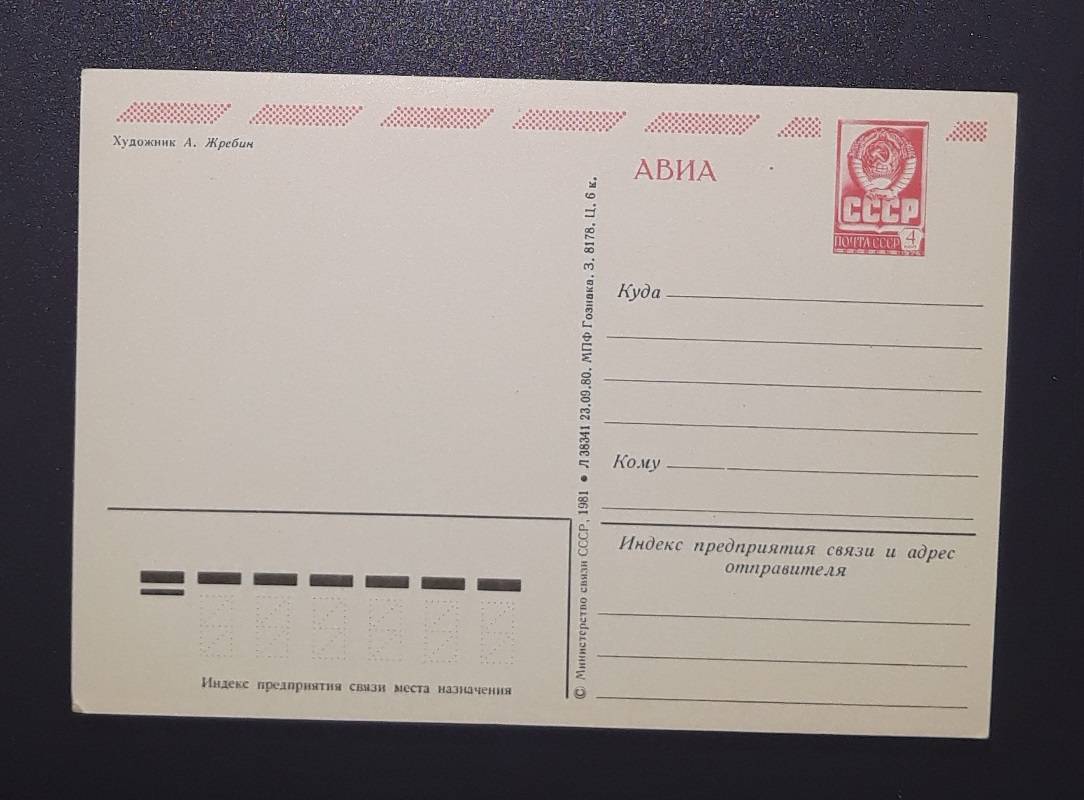 Художник А. Жребин
АВИА
СССР
ПОЧТА СССР 4
Куда
Кому
Индекс предприятия связи и адрес
отправителя
© Министерство связи СССР, 1981 ● Л 38341 23.09.80. МПФ Гознака. З. 8178. Ц. 6 к.
Индекс предприятия связи места назначения